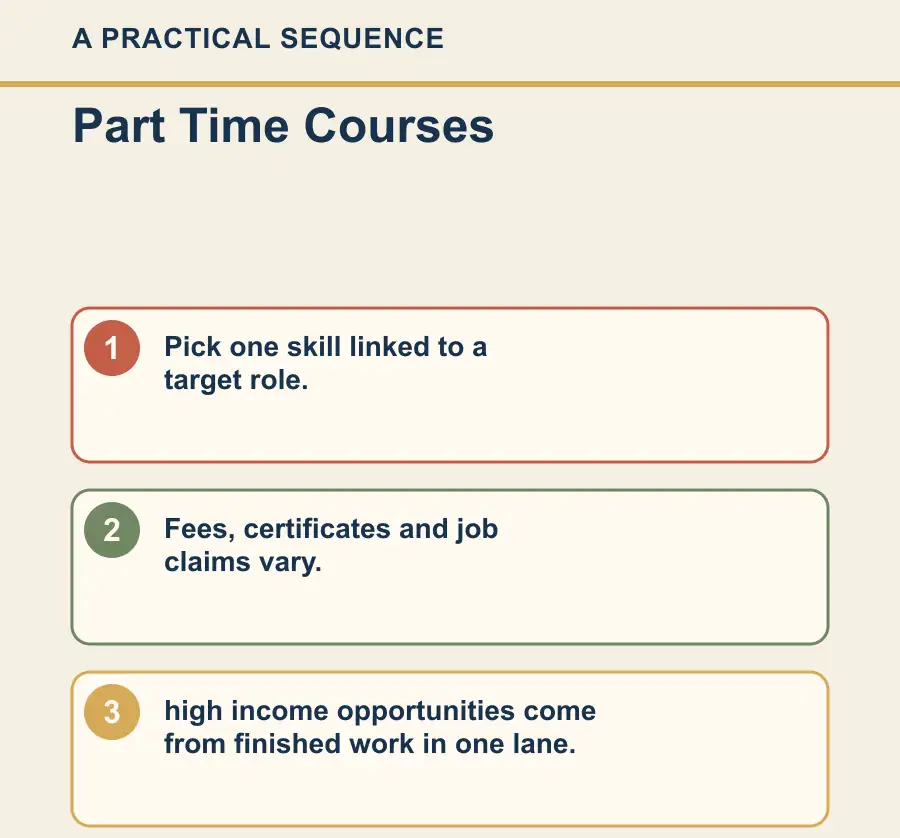 A PRACTICAL SEQUENCE
Part Time Courses
1
Pick one skill linked to a
target role.
2
Fees, certificates and job
claims vary.
3
high income opportunities come
from finished work in one lane.